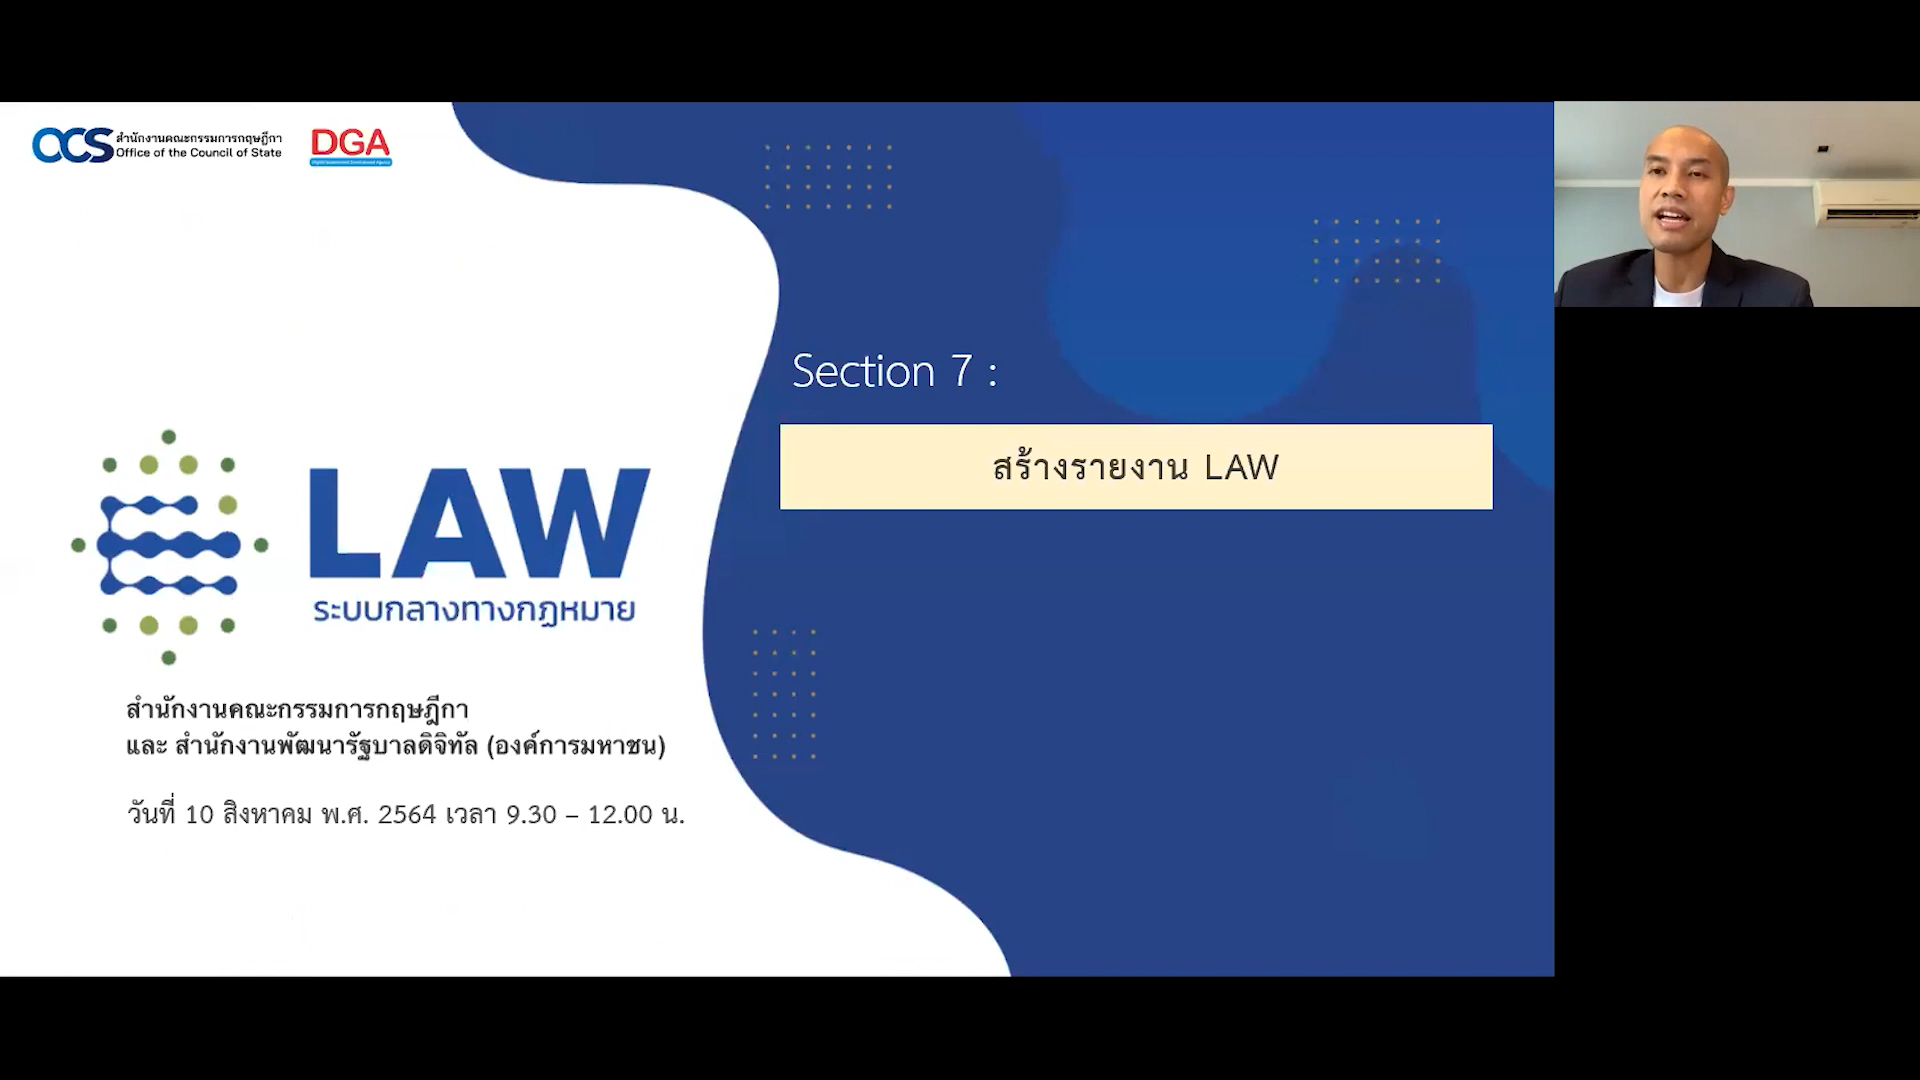 OCS สำนักงานคณะกรรมการกฤษฎีกา
Office of the Council of State
DGA
Section 7 :
สร้างรายงาน LAW
LAW
ระบบกลางทางกฎหมาย
สำนักงานคณะกรรมการกฤษฎีกา
และ สำนักงานพัฒนารัฐบาลดิจิทัล (องค์การมหาชน)
วันที่ 10 สิงหาคม พ.ศ. 2564 เวลา 9.30 – 12.00 น.